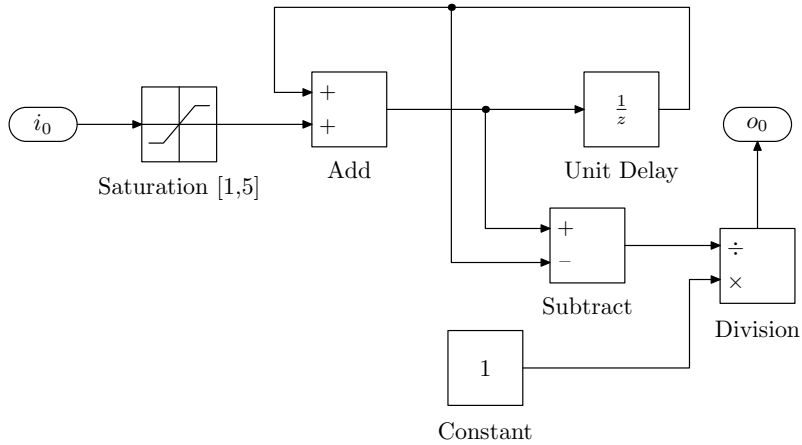 i₀
Saturation [1,5]
+
+
Add
1/z
Unit Delay
o₀
+
−
Subtract
÷
×
Division
1
Constant